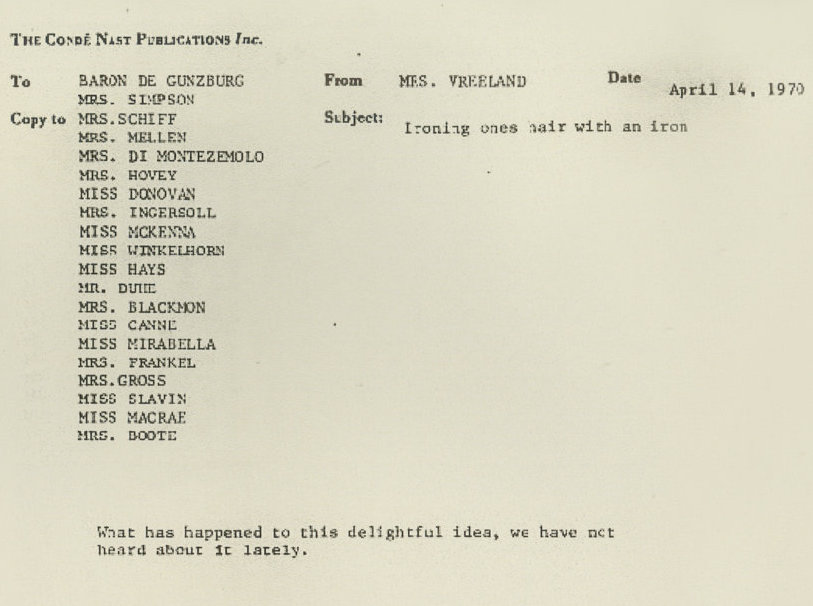 THE CONDÉ NAST PUBLICATIONS Inc.
To BARON DE GUNZBURG From MRS. VREELAND Date April 14, 1970
MRS. SIMPSON
Copy to MRS.SCHIFF Subject: Ironing ones hair with an iron
MRS. MELLEN
MRS. DI MONTEZEMOLO
MRS. HOVEY
MISS DONOVAN
MRS. INGERSOLL
MISS MCKENNA
MISS WINKELHORN
MISS HAYS
MR. DUHE
MRS. BLACKMON
MISS CANNE
MISS MIRABELLA
MRS. FRANKEL
MRS.GROSS
MISS SLAVIN
MISS MACRAE
MRS. BOOTE
What has happened to this delightful idea, we have not
heard about it lately.